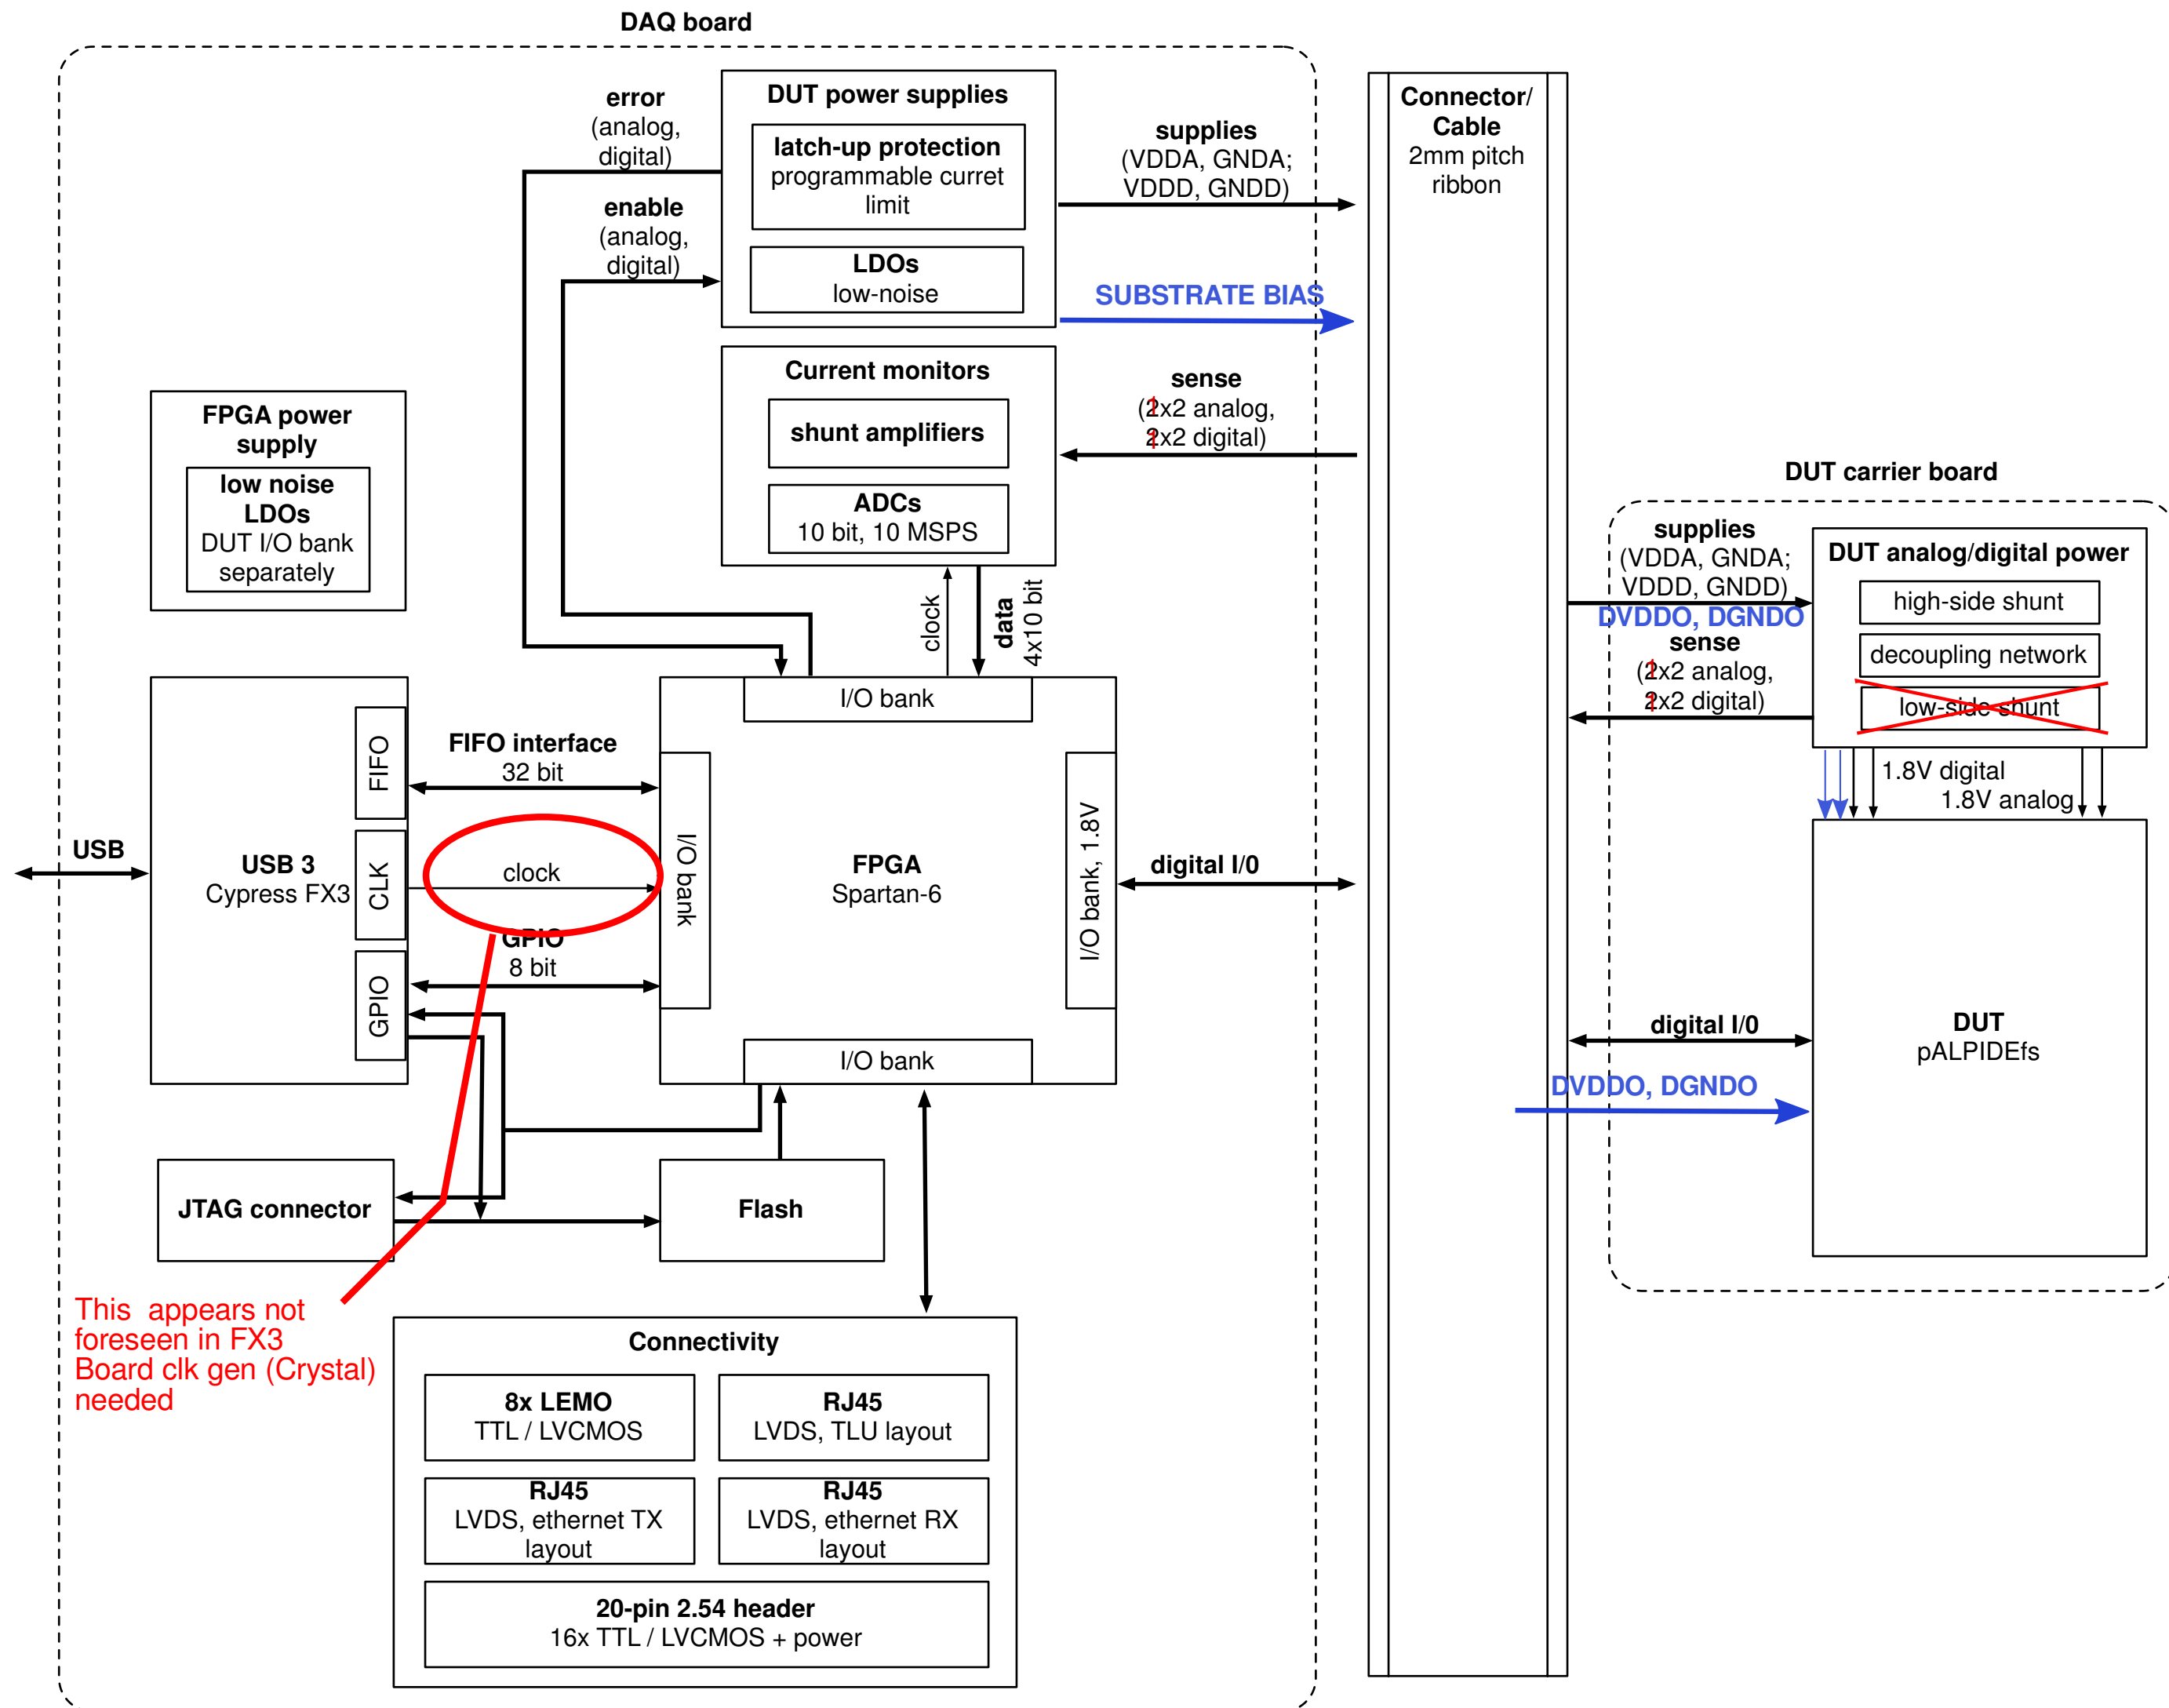 DAQ board
error
(analog,
digital)
enable
(analog,
digital)
DUT power supplies
latch-up protection
programmable curret
limit
LDOs
low-noise
supplies
(VDDA, GNDA;
VDDD, GNDD)
SUBSTRATE BIAS
Connector/
Cable
2mm pitch
ribbon
Current monitors
shunt amplifiers
ADCs
10 bit, 10 MSPS
sense
(2x2 analog,
2x2 digital)
1
1
FPGA power
supply
low noise
LDOs
DUT I/O bank
separately
clock
data
4x10 bit
DUT carrier board
supplies
(VDDA, GNDA;
VDDD, GNDD)
DVDDO, DGNDO
sense
(2x2 analog,
2x2 digital)
1
1
DUT analog/digital power
high-side shunt
decoupling network
low-side shunt
1.8V digital
1.8V analog
USB
USB 3
Cypress FX3
FIFO
CLK
GPIO
FIFO interface
32 bit
clock
GPIO
8 bit
I/O bank
I/O bank
FPGA
Spartan-6
I/O bank, 1.8V
I/O bank
digital I/0
digital I/0
DVDDO, DGNDO
DUT
pALPIDEfs
JTAG connector
Flash
This appears not
foreseen in FX3
Board clk gen (Crystal)
needed
Connectivity
8x LEMO
TTL / LVCMOS
RJ45
LVDS, TLU layout
RJ45
LVDS, ethernet TX
layout
RJ45
LVDS, ethernet RX
layout
20-pin 2.54 header
16x TTL / LVCMOS + power